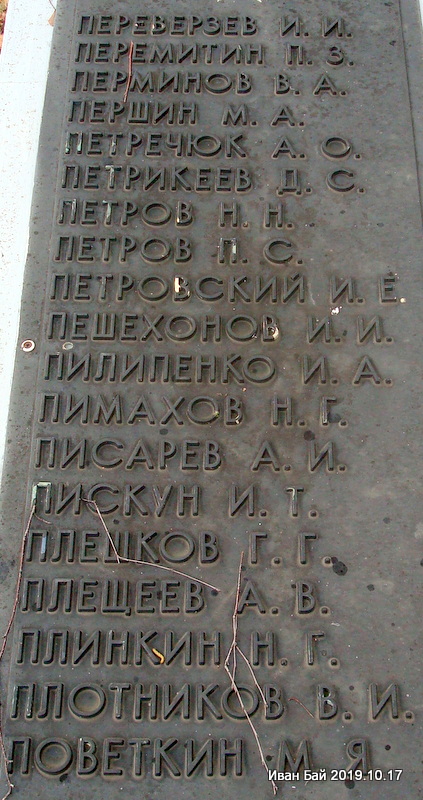 ПЕРЕВЕРЗЕВ И. И.
ПЕРЕМИТИН П. З.
ПЕРМИНОВ В. А.
ПЕРШИН М. А.
ПЕТРЕЧЮК А. О.
ПЕТРИКЕЕВ Д. С.
ПЕТРОВ Н. Н.
ПЕТРОВ П. С.
ПЕТРОВСКИЙ И. Е
ПЕШЕХОНОВ И. И.
ПИЛИПЕНКО И. А.
ПИМАХОВ Н. Г.
ПИСАРЕВ А. И.
ПИСКУН И. Т.
ПЛЕШКОВ Г. Г.
ПЛЕЩЕЕВ А. В.
ПЛИНКИН Н. Г.
ПЛОТНИКОВ В. И.
ПОВЕТКИН М. Я
Иван Бай 2019.10.17